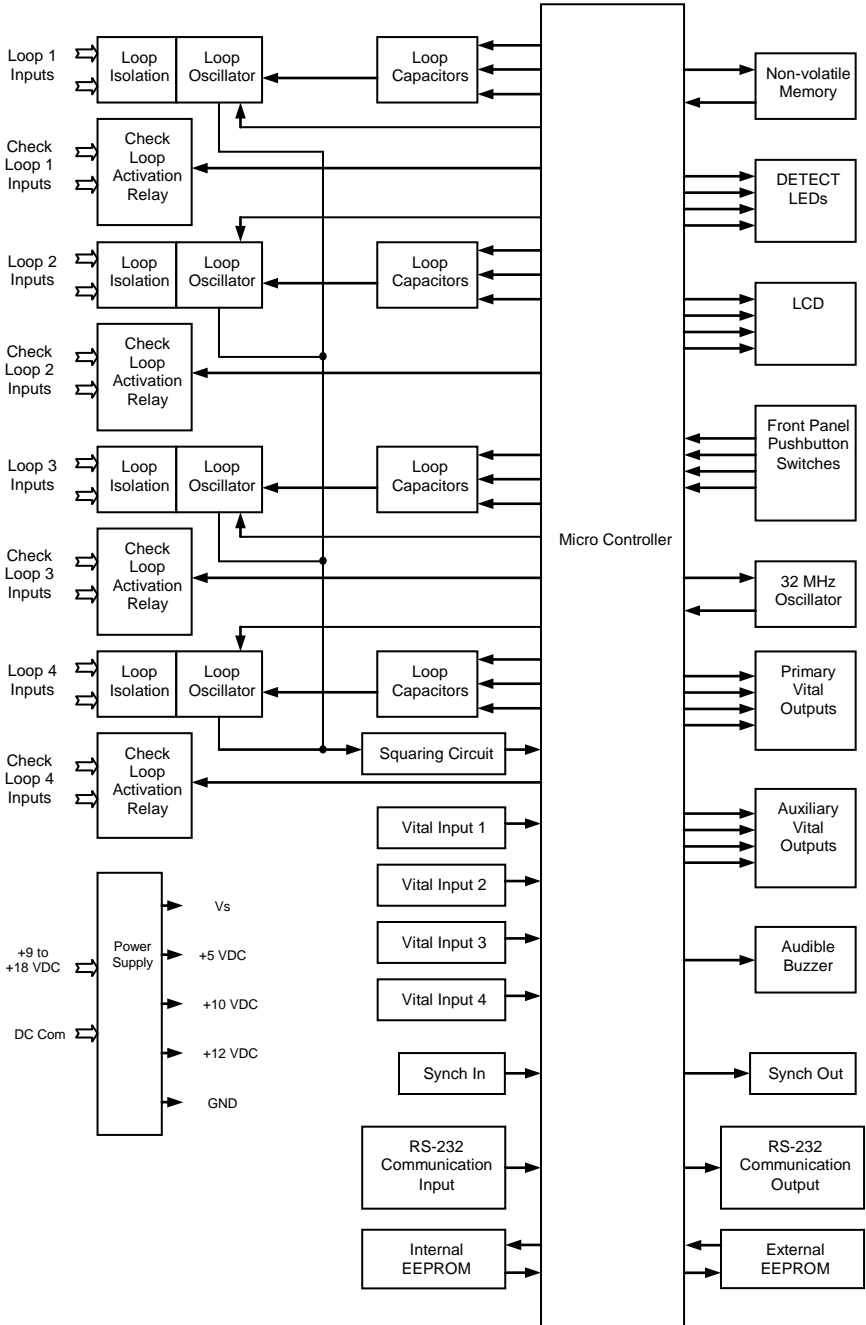 Loop 1
Inputs
Loop
Isolation
Loop
Oscillator
Loop
Capacitors
Check
Loop 1
Inputs
Check
Loop
Activation
Relay
Loop 2
Inputs
Loop
Isolation
Loop
Oscillator
Loop
Capacitors
Check
Loop 2
Inputs
Check
Loop
Activation
Relay
Loop 3
Inputs
Loop
Isolation
Loop
Oscillator
Loop
Capacitors
Check
Loop 3
Inputs
Check
Loop
Activation
Relay
Loop 4
Inputs
Loop
Isolation
Loop
Oscillator
Loop
Capacitors
Squaring Circuit
Check
Loop 4
Inputs
Check
Loop
Activation
Relay
Vital Input 1
Vital Input 2
Vital Input 3
Vital Input 4
Synch In
RS-232
Communication
Input
Internal
EEPROM
+9 to
+18 VDC
DC Com
Power
Supply
Vs
+5 VDC
+10 VDC
+12 VDC
GND
Micro Controller
Non-volatile
Memory
DETECT
LEDs
LCD
Front Panel
Pushbutton
Switches
32 MHz
Oscillator
Primary
Vital
Outputs
Auxiliary
Vital
Outputs
Audible
Buzzer
Synch Out
RS-232
Communication
Output
External
EEPROM